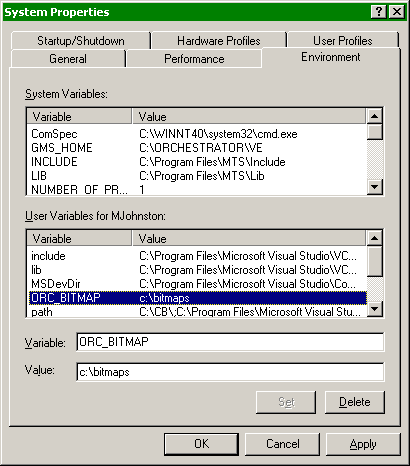 System Properties
Startup/Shutdown Hardware Profiles User Profiles
General Performance Environment
System Variables:
Variable Value
ComSpec C:\WINNT40\system32\cmd.exe
GMS_HOME C:\ORCHESTRATOR\VE
INCLUDE C:\Program Files\MTS\Include
LIB C:\Program Files\MTS\Lib
NUMBER_OF_PR... 1
User Variables for MJohnston:
Variable Value
include C:\Program Files\Microsoft Visual Studio\VC...
lib C:\Program Files\Microsoft Visual Studio\VC...
MSDevDir C:\Program Files\Microsoft Visual Studio\Co...
ORC_BITMAP c:\bitmaps
path C:\CB\;C:\Program Files\Microsoft Visual Stu...
Variable: ORC_BITMAP
Value: c:\bitmaps
Set Delete
OK Cancel Apply